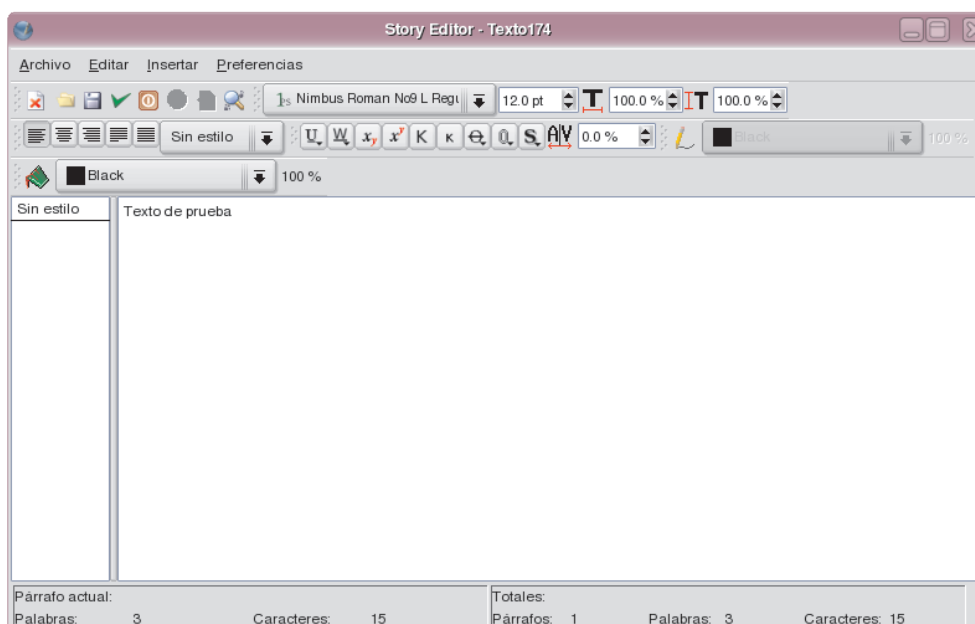 Story Editor - Texto174
Archivo Editar Insertar Preferencias
Nimbus Roman No9 L Regu 12.0 pt 100.0 % 100.0 %
Sin estilo 0.0 % Black 100 %
Black 100 %
Sin estilo Texto de prueba
Párrafo actual: Totales:
Palabras: 3 Caracteres: 15 Párrafos: 1 Palabras: 3 Caracteres: 15